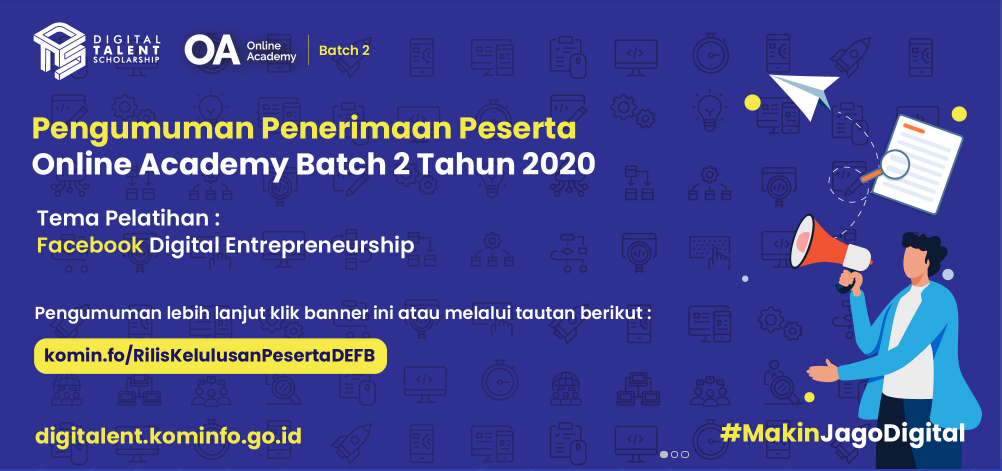 DIGITAL
TALENT
SCHOLARSHIP
OA Online
Academy
Batch 2
Pengumuman Penerimaan Peserta
Online Academy Batch 2 Tahun 2020
Tema Pelatihan :
Facebook Digital Entrepreneurship
Pengumuman lebih lanjut klik banner ini atau melalui tautan berikut :
komin.fo/RilisKelulusanPesertaDEFB
digitalent.kominfo.go.id
#MakinJagoDigital